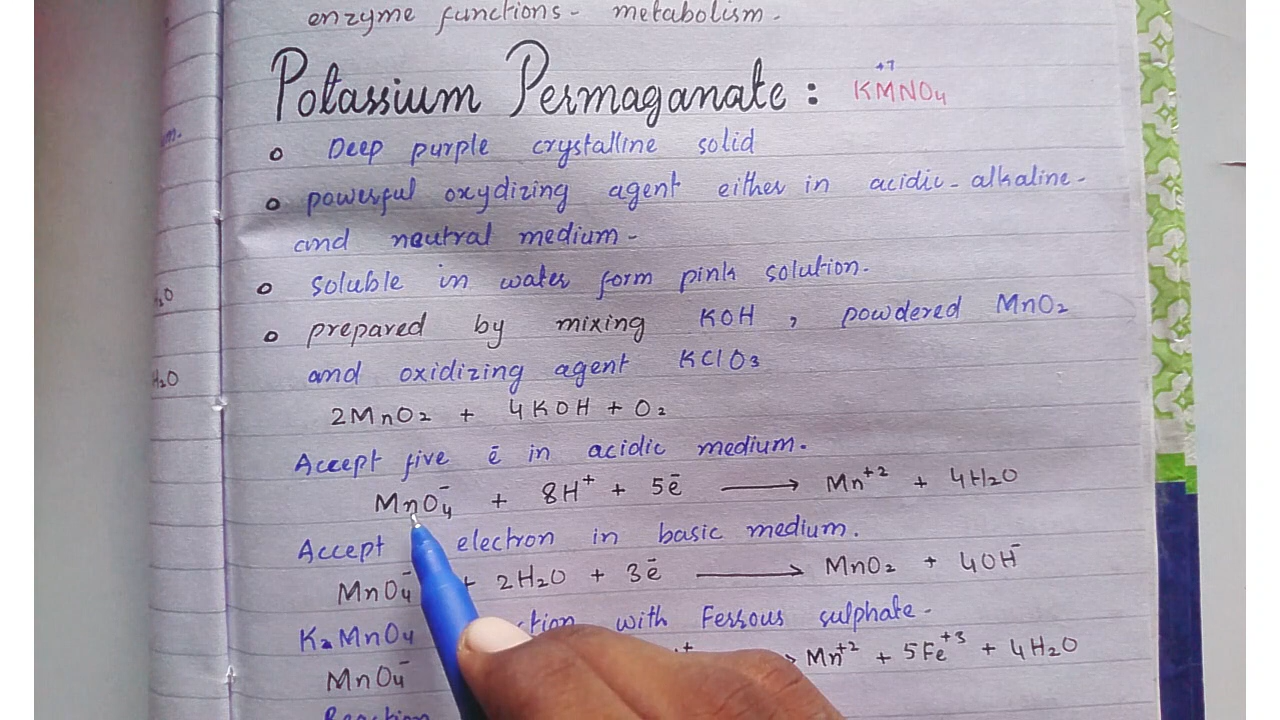 enzyme functions - metabolism.
Potassium Permaganate : KMNO₄
+7
o Deep purple crystalline solid
o powerful oxydizing agent either in acidic - alkaline -
and neutral medium -
o soluble in water form pink solution.
o prepared by mixing KOH , powdered MnO₂
and oxidizing agent KClO₃
2MnO₂ + 4KOH + O₂
Accept five ē in acidic medium.
MnO₄⁻ + 8H⁺ + 5ē ⟶ Mn⁺² + 4H₂O
Accept electron in basic medium.
MnO₄⁻ + 2H₂O + 3ē ⟶ MnO₂ + 4OH⁻
K₂MnO₄ with Ferrous sulphate -
MnO₄⁻ Mn⁺² + 5Fe⁺³ + 4H₂O
Reaction
H₂O